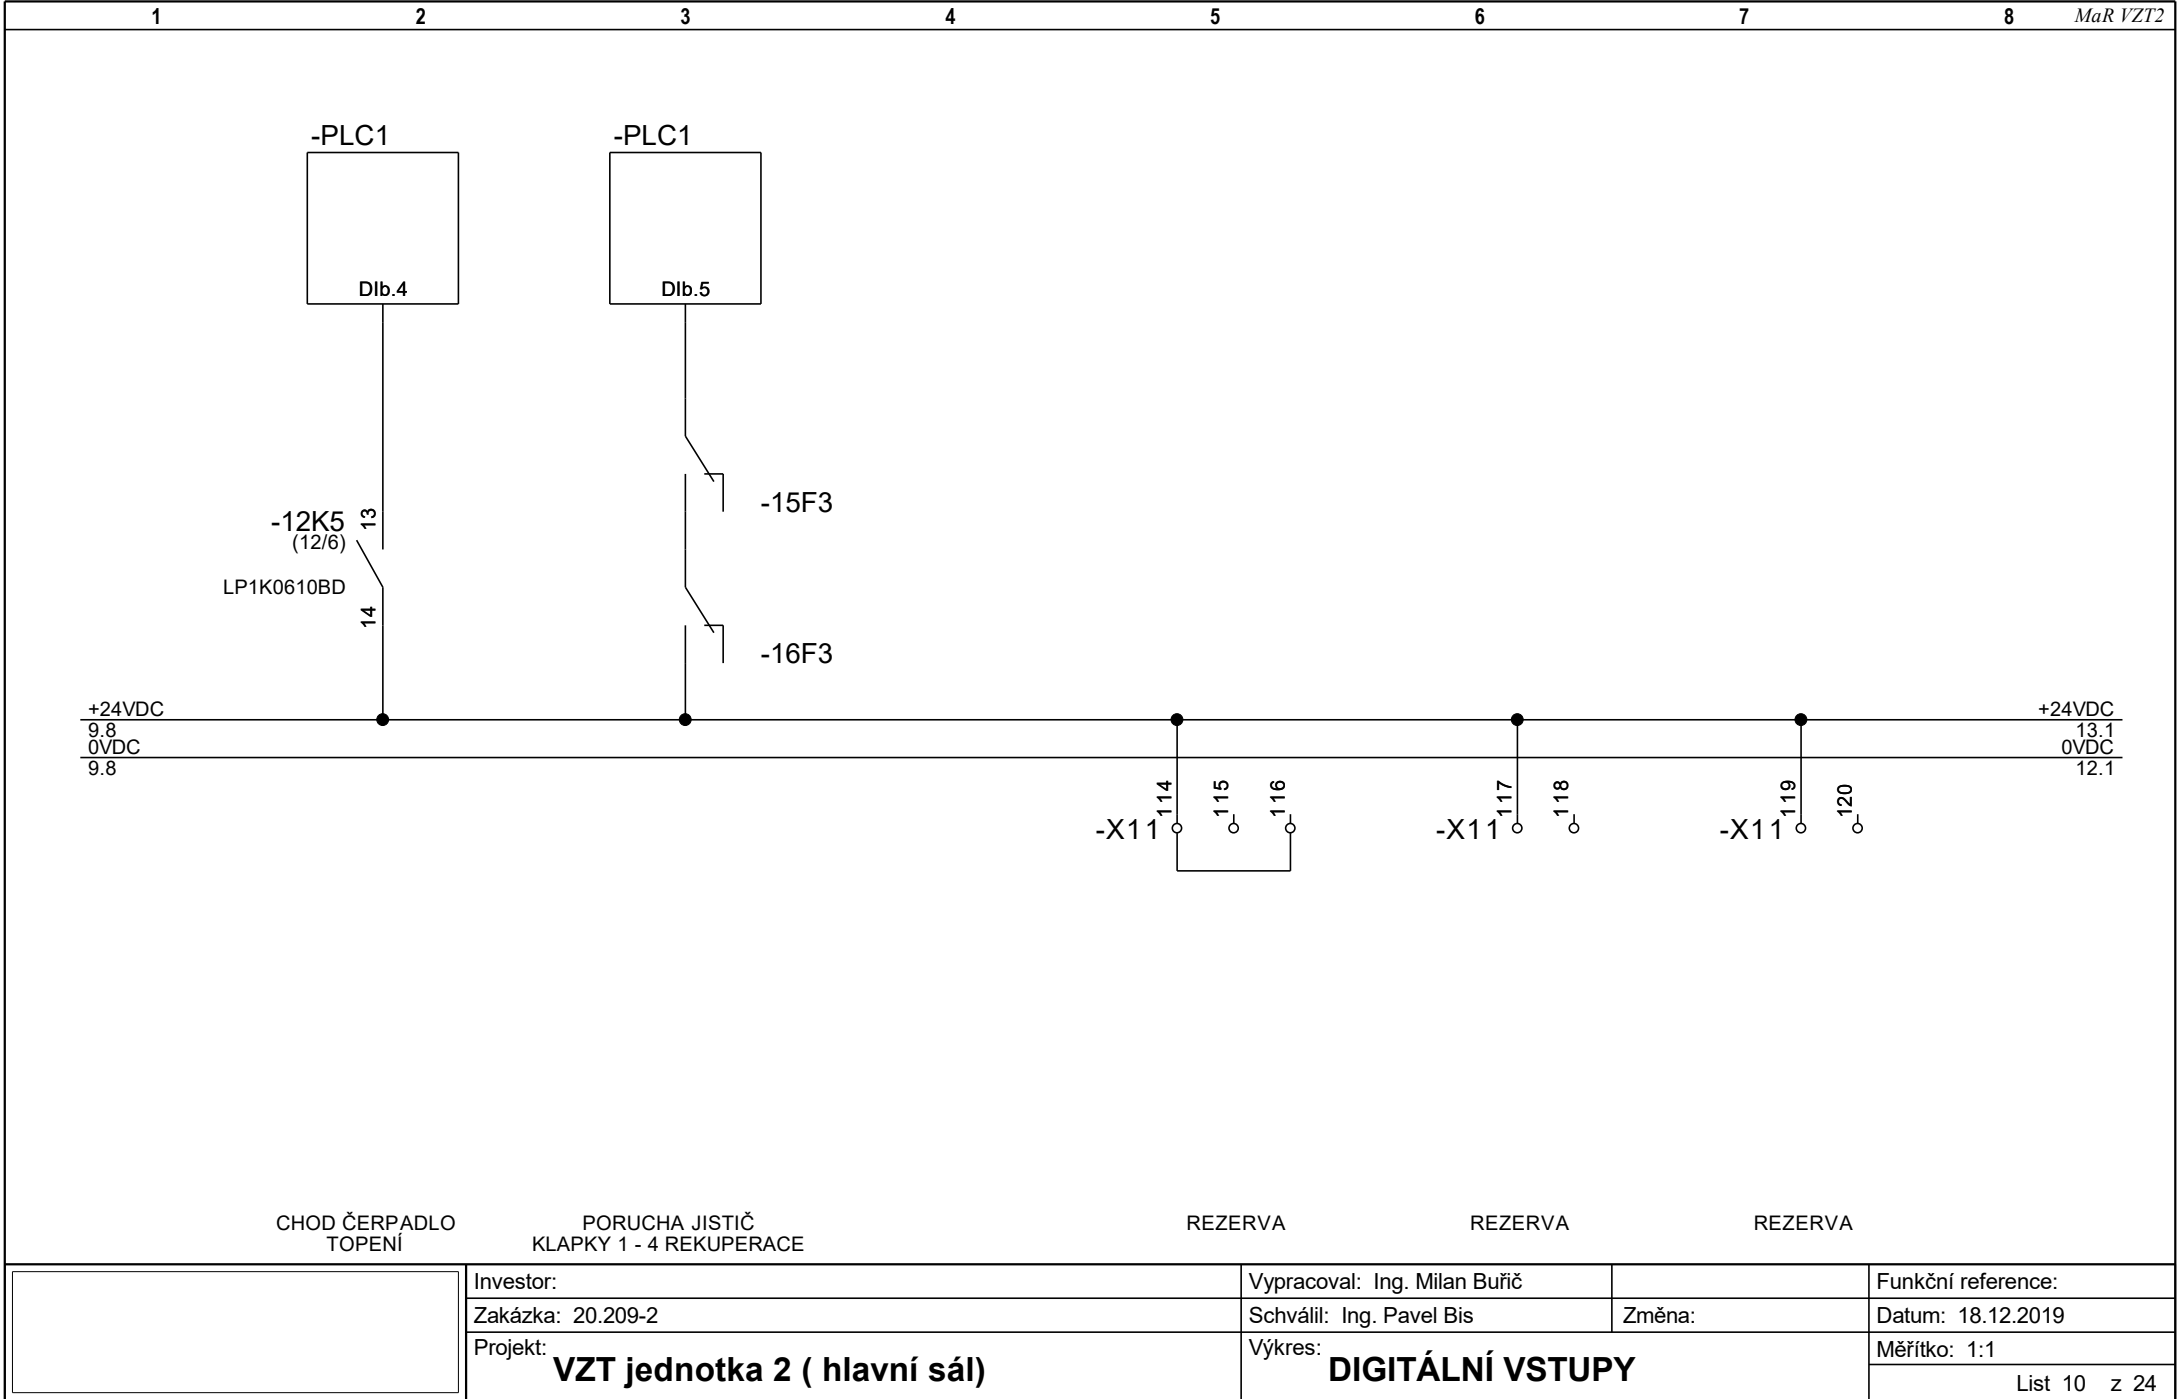 1 2 3 4 5 6 7 8 MaR VZT2
-PLC1 -PLC1
DIb.4 DIb.5
-15F3
-12K5 13
(12/6)
LP1K0610BD
14
-16F3
+24VDC +24VDC
9.8 13.1
0VDC 0VDC
9.8 12.1
114 115 116 117 118 119 120
-X11 -X11 -X11
CHOD ČERPADLO PORUCHA JISTIČ REZERVA REZERVA REZERVA
TOPENÍ KLAPKY 1 - 4 REKUPERACE
Investor: Vypracoval: Ing. Milan Buřič Funkční reference:
Zakázka: 20.209-2 Schválil: Ing. Pavel Bis Změna: Datum: 18.12.2019
Projekt: VZT jednotka 2 ( hlavní sál) Výkres: DIGITÁLNÍ VSTUPY Měřítko: 1:1
List 10 z 24